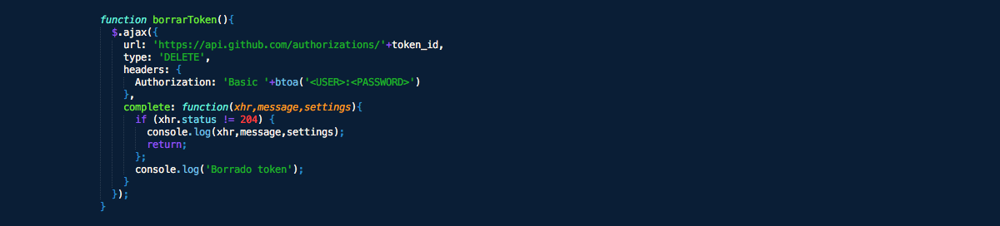 function borrarToken(){
  $.ajax({
    url: 'https://api.github.com/authorizations/'+token_id,
    type: 'DELETE',
    headers: {
      Authorization: 'Basic '+btoa('<USER>:<PASSWORD>')
    },
    complete: function(xhr,message,settings){
      if (xhr.status != 204) {
        console.log(xhr,message,settings);
        return;
      };
      console.log('Borrado token');
    }
  });
}